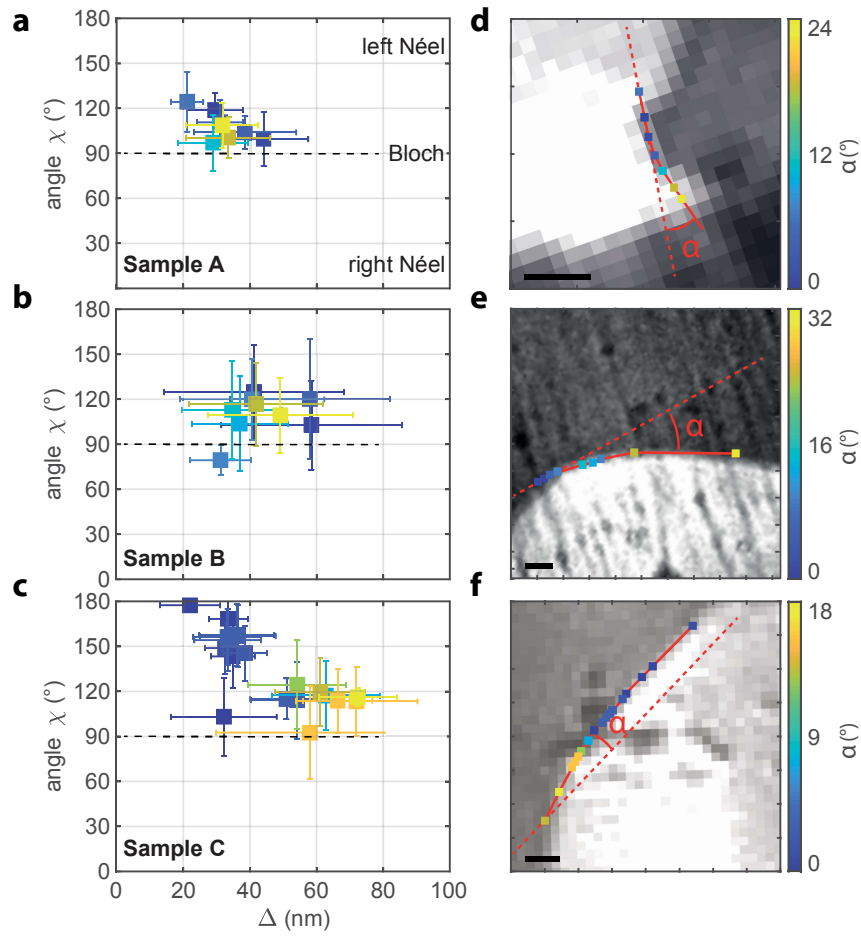 a
180
150
120
90
60
30
angle χ (°)
left Néel
Bloch
right Néel
Sample A
d
α
24
12
0
α (°)
b
180
150
120
90
60
30
0
angle χ (°)
Sample B
e
α
32
16
0
α (°)
c
180
150
120
90
60
30
0
angle χ (°)
Sample C
0 20 40 60 80 100
Δ (nm)
f
α
18
9
0
α (°)